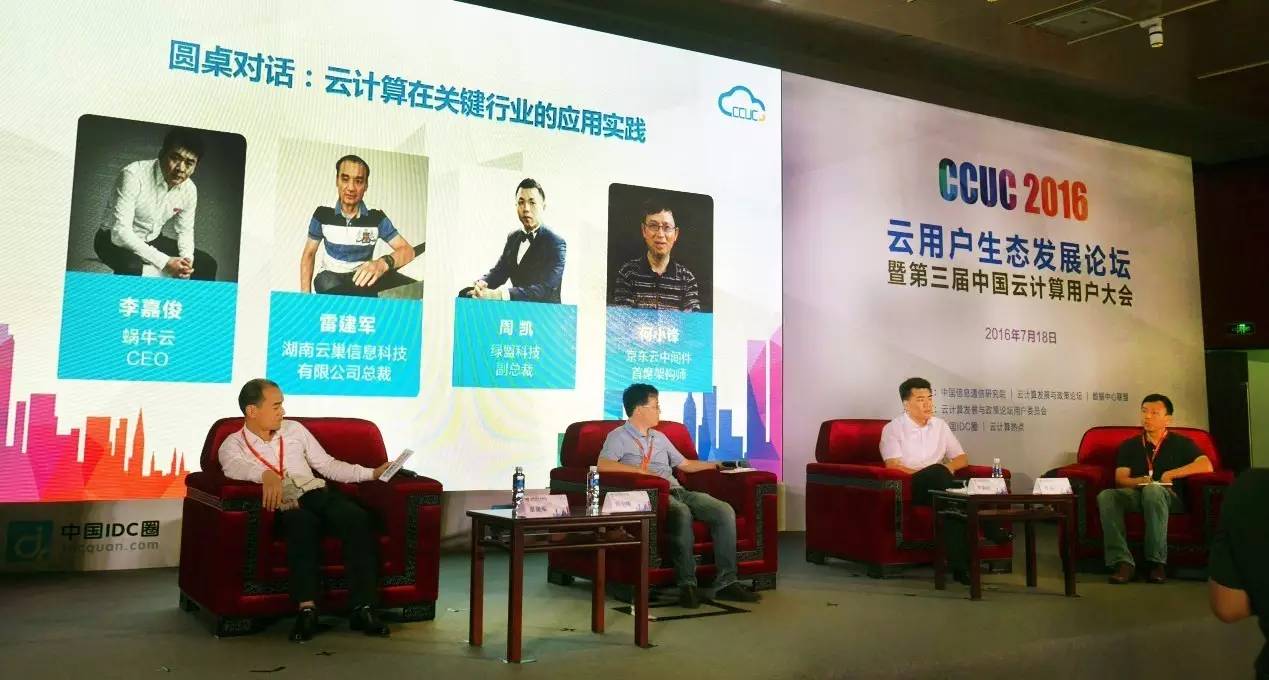 圆桌对话：云计算在关键行业的应用实践
CCUC
李嘉俊
蜗牛云
CEO
雷建军
湖南云巢信息科技
有限公司总裁
周 凯
绿盟科技
副总裁
何小锋
京东云中间件
首席架构师
CCUC 2016
云用户生态发展论坛
暨第三届中国云计算用户大会
2016年7月18日
：中国信息通信研究院 | 云计算发展与政策论坛 | 数据中心联盟
：云计算发展与政策论坛用户委员会
国IDC圈 | 云计算热点
中国IDC圈
idcquan.com